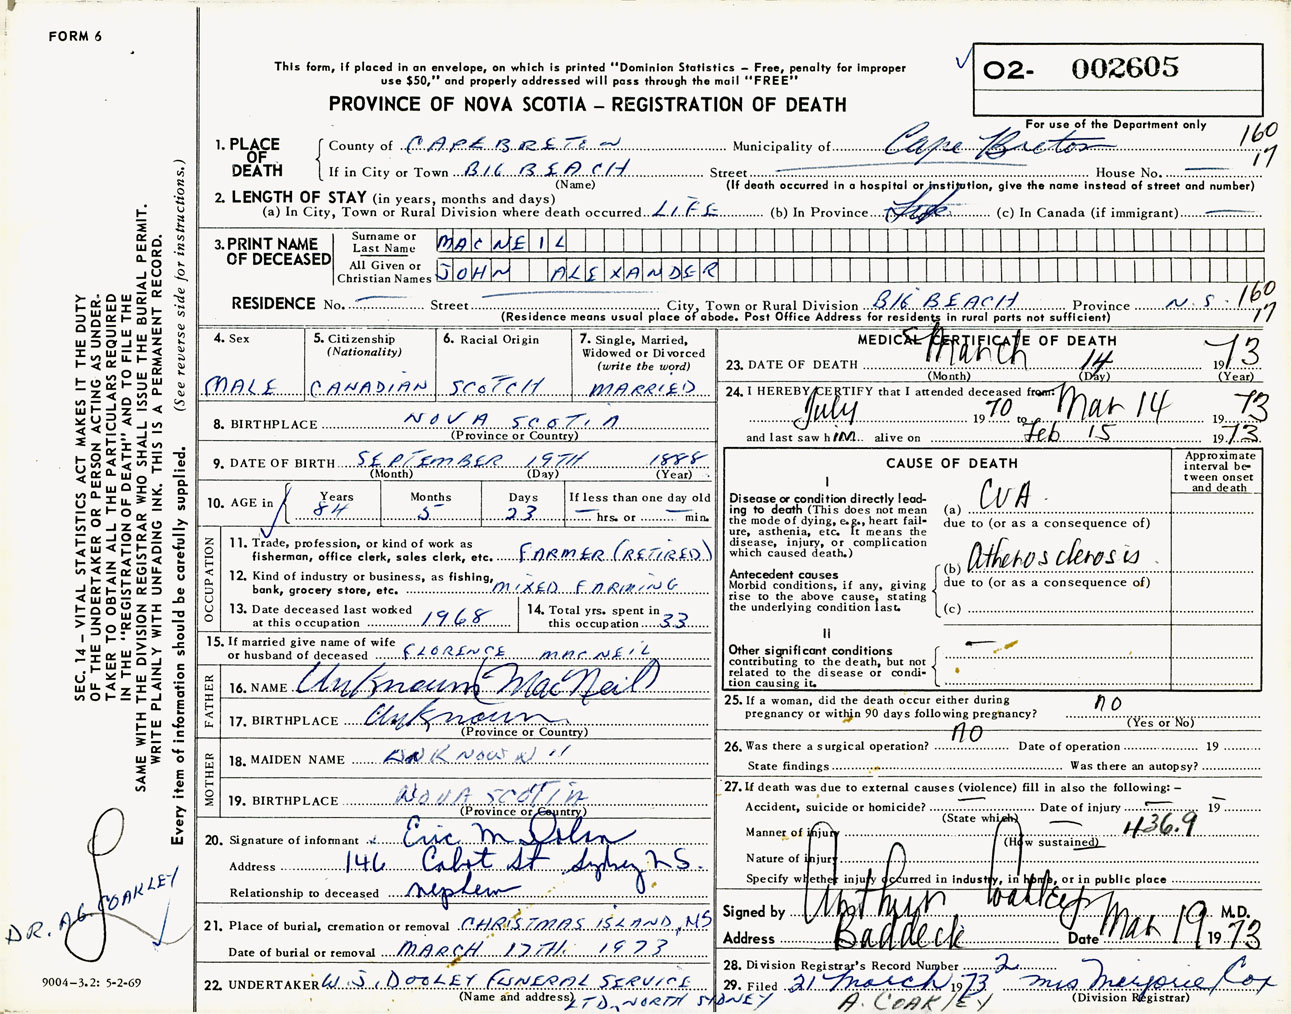 FORM 6
This form, if placed in an envelope, on which is printed "Dominion Statistics – Free, penalty for improper
use $50," and properly addressed will pass through the mail "FREE"
O2- 002605
PROVINCE OF NOVA SCOTIA – REGISTRATION OF DEATH
For use of the Department only
160
17
1. PLACE OF DEATH
County of CAPE BRETON Municipality of Cape Breton
If in City or Town BIG BEACH Street House No.
(Name) (If death occurred in a hospital or institution, give the name instead of street and number)
2. LENGTH OF STAY (in years, months and days)
(a) In City, Town or Rural Division where death occurred LIFE (b) In Province Life (c) In Canada (if immigrant)
3. PRINT NAME OF DECEASED
Surname or Last Name MACNEIL
All Given or Christian Names JOHN ALEXANDER
RESIDENCE No. Street City, Town or Rural Division BIG BEACH Province N.S. 160
17
(Residence means usual place of abode. Post Office Address for residents in rural parts not sufficient)
4. Sex
MALE
5. Citizenship
(Nationality)
CANADIAN
6. Racial Origin
SCOTCH
7. Single, Married,
Widowed or Divorced
(write the word)
MARRIED
8. BIRTHPLACE NOVA SCOTIA
(Province or Country)
9. DATE OF BIRTH SEPTEMBER 19TH 1888
(Month) (Day) (Year)
10. AGE in
Years 84
Months 5
Days 23
If less than one day old
hrs. or min.
OCCUPATION
11. Trade, profession, or kind of work as
fisherman, office clerk, sales clerk, etc. FARMER (RETIRED)
12. Kind of industry or business, as fishing,
bank, grocery store, etc. MIXED FARMING
13. Date deceased last worked
at this occupation 1968
14. Total yrs. spent in
this occupation 33
15. If married give name of wife
or husband of deceased FLORENCE MACNEIL
FATHER
16. NAME Unknown (MacNeil)
17. BIRTHPLACE Unknown
(Province or Country)
MOTHER
18. MAIDEN NAME UNKNOWN "
19. BIRTHPLACE NOVA SCOTIA
(Province or Country)
20. Signature of informant Eric M Dolan
Address 146 Cabot St Sydney N.S.
Relationship to deceased nephew
21. Place of burial, cremation or removal CHRISTMAS ISLAND, NS
Date of burial or removal MARCH 17TH. 1973
22. UNDERTAKER W. J. DOOLEY FUNERAL SERVICE
(Name and address) LTD, NORTH SYDNEY
MEDICAL CERTIFICATE OF DEATH
23. DATE OF DEATH March 14 1973
(Month) (Day) (Year)
24. I HEREBY CERTIFY that I attended deceased from
July 1970 to Mar 14 1973
and last saw him alive on Feb 15 1973
CAUSE OF DEATH
Approximate
interval be-
tween onset
and death
I
Disease or condition directly lead-
ing to death (This does not mean
the mode of dying, e.g., heart fail-
ure, asthenia, etc. It means the
disease, injury, or complication
which caused death.)
(a) CVA.
due to (or as a consequence of)
Antecedent causes
Morbid conditions, if any, giving
rise to the above cause, stating
the underlying condition last.
(b) Atherosclerosis
due to (or as a consequence of)
(c)
II
Other significant conditions
contributing to the death, but not
related to the disease or condi-
tion causing it.
25. If a woman, did the death occur either during
pregnancy or within 90 days following pregnancy? no
(Yes or No)
26. Was there a surgical operation? no Date of operation 19
State findings Was there an autopsy?
27. If death was due to external causes (violence) fill in also the following: –
Accident, suicide or homicide? Date of injury 19
(State which)
436.9
Manner of injury
(How sustained)
Nature of injury
Specify whether injury occurred in industry, in home, or in public place
Signed by Arthur Coakley M.D.
Address Baddeck Date Mar 19 1973
28. Division Registrar's Record Number 2
29. Filed 21 March 1973 Mrs Marjorie Cox
(Division Registrar)
A. COAKLEY
SEC. 14 – VITAL STATISTICS ACT MAKES IT THE DUTY
OF THE UNDERTAKER OR PERSON ACTING AS UNDER-
TAKER TO OBTAIN ALL THE PARTICULARS REQUIRED
IN THE "REGISTRATION OF DEATH" AND TO FILE THE
SAME WITH THE DIVISION REGISTRAR WHO SHALL ISSUE THE BURIAL PERMIT.
WRITE PLAINLY WITH UNFADING INK. THIS IS A PERMANENT RECORD.
Every item of information should be carefully supplied. (See reverse side for instructions.)
DR. AG COAKLEY
9004-3.2: 5-2-69